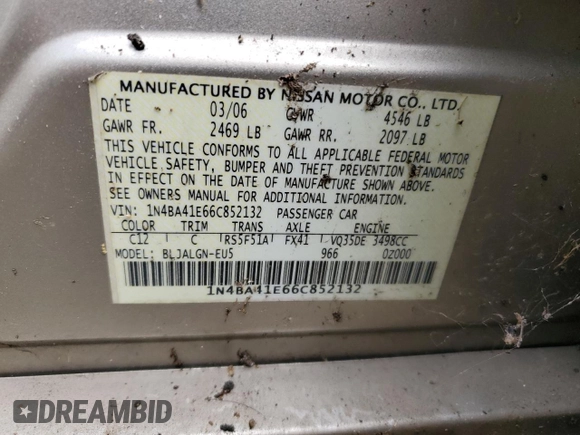 MANUFACTURED BY NISSAN MOTOR CO., LTD.
DATE 03/06 GVWR 4546 LB
GAWR FR. 2469 LB GAWR RR. 2097 LB
THIS VEHICLE CONFORMS TO ALL APPLICABLE FEDERAL MOTOR
VEHICLE SAFETY, BUMPER AND THEFT PREVENTION STANDARDS
IN EFFECT ON THE DATE OF MANUFACTURE SHOWN ABOVE.
SEE OWNERS MANUAL FOR ADDITIONAL INFORMATION.
VIN: 1N4BA41E66C852132 PASSENGER CAR
COLOR TRIM TRANS AXLE ENGINE
C12 C RS5F51A FX41 VQ35DE 3498CC
MODEL: BLJALGN-EU5 966 02000
1N4BA41E66C852132
DREAMBID